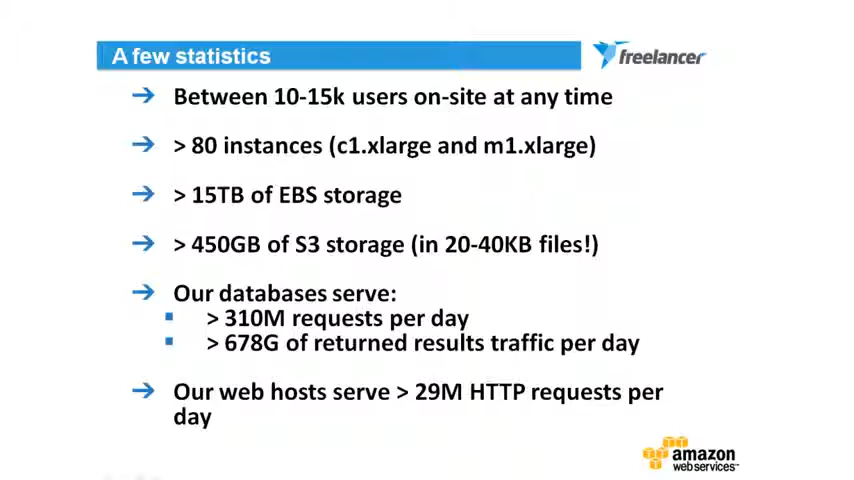 A few statistics
freelancer
Between 10-15k users on-site at any time
> 80 instances (c1.xlarge and m1.xlarge)
> 15TB of EBS storage
> 450GB of S3 storage (in 20-40KB files!)
Our databases serve:
> 310M requests per day
> 678G of returned results traffic per day
Our web hosts serve > 29M HTTP requests per
day
amazon
web services™